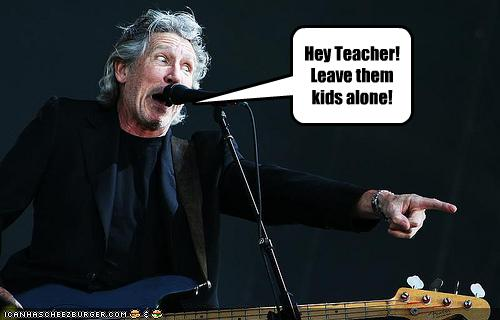 Hey Teacher!
Leave them
kids alone!
ICANHASCHEEZBURGER.COM